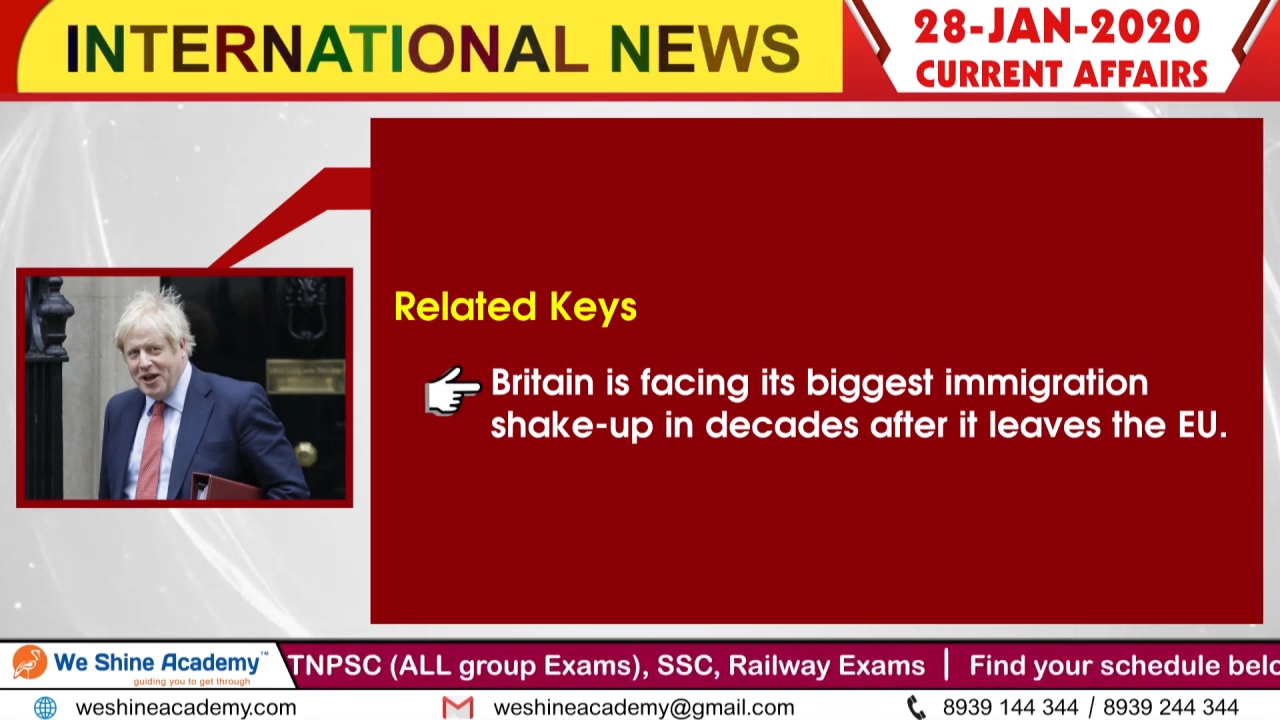 INTERNATIONAL NEWS
28-JAN-2020
CURRENT AFFAIRS
Related Keys
Britain is facing its biggest immigration
shake-up in decades after it leaves the EU.
We Shine Academy™
guiding you to get through
TNPSC (ALL group Exams), SSC, Railway Exams | Find your schedule
weshineacademy.com
weshineacademy@gmail.com
8939 144 344 / 8939 244 344